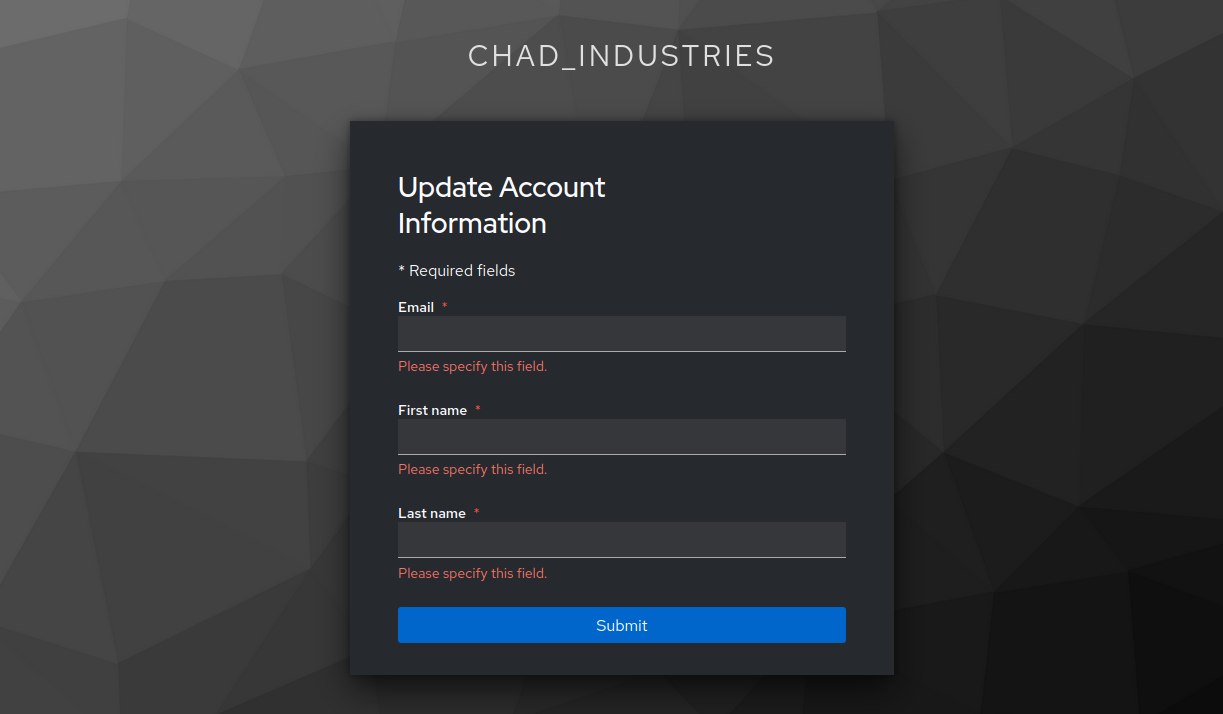 CHAD_INDUSTRIES
Update Account
Information
* Required fields
Email *
Please specify this field.
First name *
Please specify this field.
Last name *
Please specify this field.
Submit